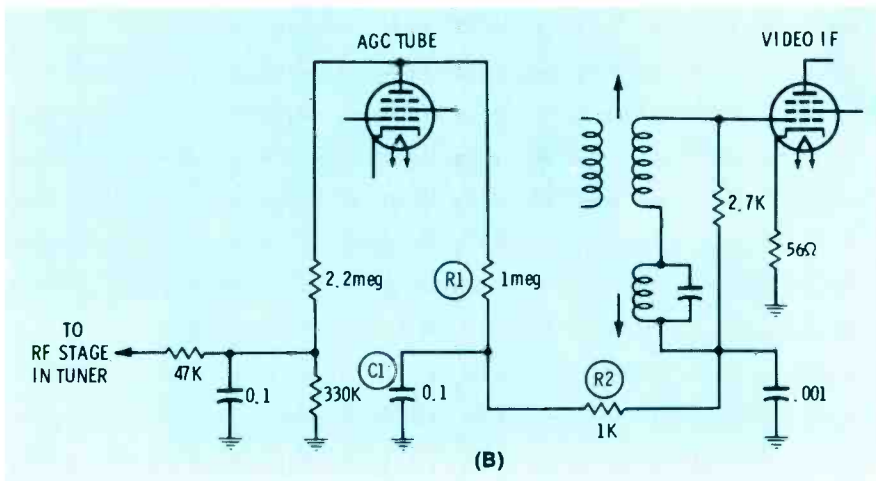 AGC TUBE
VIDEO IF
2.2meg
R1
1meg
2.7K
56Ω
TO
RF STAGE
IN TUNER
47K
0.1
330K
C1
0.1
R2
1K
.001
(B)